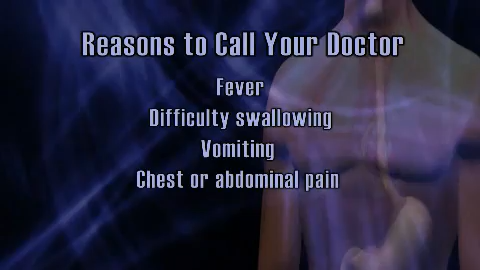 Reasons to Call Your Doctor
Fever
Difficulty swallowing
Vomiting
Chest or abdominal pain